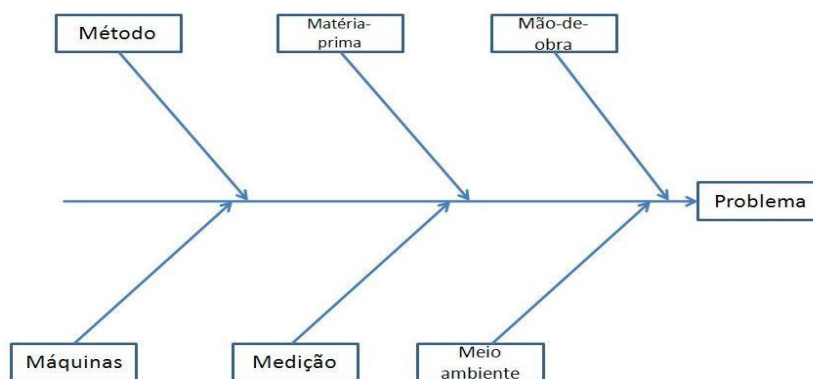 Método
Matéria-
prima
Mão-de-
obra
Problema
Máquinas
Medição
Meio
ambiente